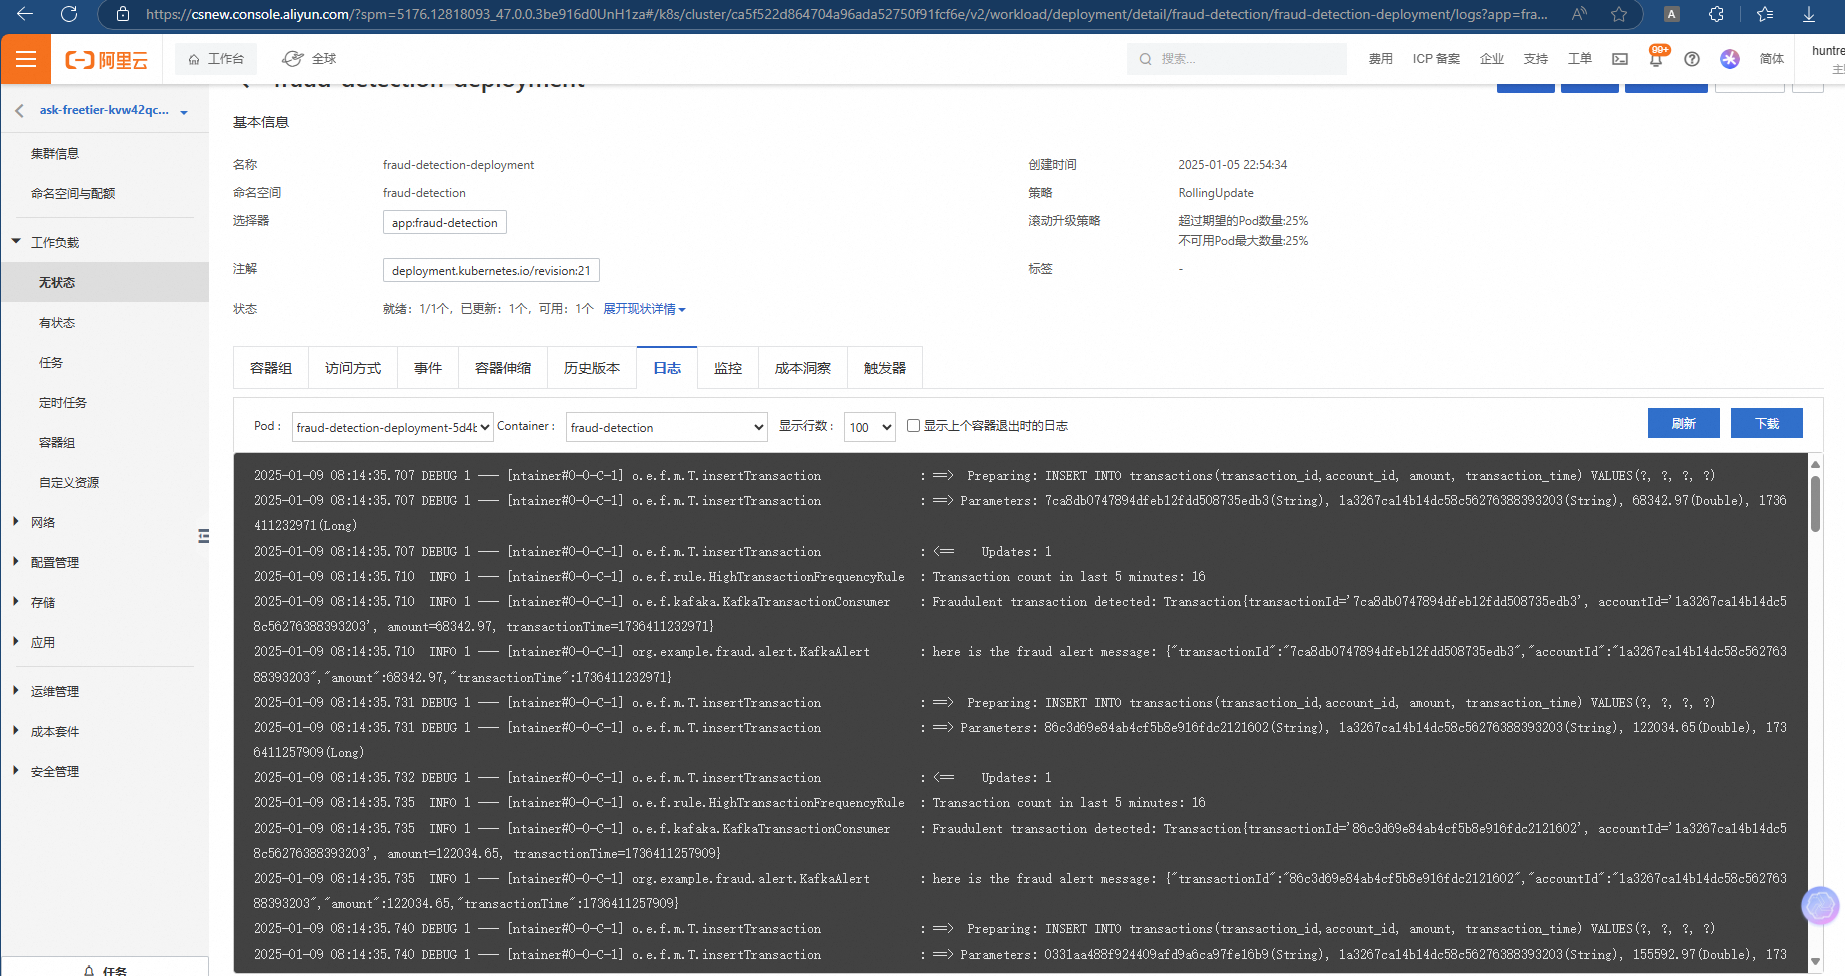 https://csnew.console.aliyun.com/?spm=5176.12818093_47.0.0.3be916d0UnH1za#/k8s/cluster/ca5f522d864704a96ada52750f91fcf6e/v2/workload/deployment/detail/fraud-detection/fraud-detection-deployment/logs?app=fra...
阿里云
工作台
全球
搜索...
费用
ICP 备案
企业
支持
工单
99+
简体
huntre
主
ask-freetier-kvw42qc...
fraud-detection-deployment
集群信息
命名空间与配额
工作负载
无状态
有状态
任务
定时任务
容器组
自定义资源
网络
配置管理
存储
应用
运维管理
成本套件
安全管理
任务
基本信息
名称 fraud-detection-deployment 创建时间 2025-01-05 22:54:34
命名空间 fraud-detection 策略 RollingUpdate
选择器 app:fraud-detection 滚动升级策略 超过期望的Pod数量:25%
不可用Pod最大数量:25%
注解 deployment.kubernetes.io/revision:21 标签 -
状态 就绪：1/1个，已更新：1个，可用：1个 展开现状详情
容器组 访问方式 事件 容器伸缩 历史版本 日志 监控 成本洞察 触发器
Pod : fraud-detection-deployment-5d4b Container : fraud-detection 显示行数 : 100 显示上个容器退出时的日志 刷新 下载
2025-01-09 08:14:35.707 DEBUG 1 --- [ntainer#0-0-C-1] o.e.f.m.T.insertTransaction : ==> Preparing: INSERT INTO transactions(transaction_id,account_id, amount, transaction_time) VALUES(?, ?, ?, ?)
2025-01-09 08:14:35.707 DEBUG 1 --- [ntainer#0-0-C-1] o.e.f.m.T.insertTransaction : ==> Parameters: 7ca8db0747894dfeb12fdd508735edb3(String), 1a3267ca14b14dc58c56276388393203(String), 68342.97(Double), 1736
411232971(Long)
2025-01-09 08:14:35.707 DEBUG 1 --- [ntainer#0-0-C-1] o.e.f.m.T.insertTransaction : <== Updates: 1
2025-01-09 08:14:35.710 INFO 1 --- [ntainer#0-0-C-1] o.e.f.rule.HighTransactionFrequencyRule : Transaction count in last 5 minutes: 16
2025-01-09 08:14:35.710 INFO 1 --- [ntainer#0-0-C-1] o.e.f.kafaka.KafkaTransactionConsumer : Fraudulent transaction detected: Transaction{transactionId='7ca8db0747894dfeb12fdd508735edb3', accountId='1a3267ca14b14dc5
8c56276388393203', amount=68342.97, transactionTime=1736411232971}
2025-01-09 08:14:35.710 INFO 1 --- [ntainer#0-0-C-1] org.example.fraud.alert.KafkaAlert : here is the fraud alert message: {"transactionId":"7ca8db0747894dfeb12fdd508735edb3","accountId":"1a3267ca14b14dc58c562763
88393203","amount":68342.97,"transactionTime":1736411232971}
2025-01-09 08:14:35.731 DEBUG 1 --- [ntainer#0-0-C-1] o.e.f.m.T.insertTransaction : ==> Preparing: INSERT INTO transactions(transaction_id,account_id, amount, transaction_time) VALUES(?, ?, ?, ?)
2025-01-09 08:14:35.731 DEBUG 1 --- [ntainer#0-0-C-1] o.e.f.m.T.insertTransaction : ==> Parameters: 86c3d69e84ab4cf5b8e916fdc2121602(String), 1a3267ca14b14dc58c56276388393203(String), 122034.65(Double), 173
6411257909(Long)
2025-01-09 08:14:35.732 DEBUG 1 --- [ntainer#0-0-C-1] o.e.f.m.T.insertTransaction : <== Updates: 1
2025-01-09 08:14:35.735 INFO 1 --- [ntainer#0-0-C-1] o.e.f.rule.HighTransactionFrequencyRule : Transaction count in last 5 minutes: 16
2025-01-09 08:14:35.735 INFO 1 --- [ntainer#0-0-C-1] o.e.f.kafaka.KafkaTransactionConsumer : Fraudulent transaction detected: Transaction{transactionId='86c3d69e84ab4cf5b8e916fdc2121602', accountId='1a3267ca14b14dc5
8c56276388393203', amount=122034.65, transactionTime=1736411257909}
2025-01-09 08:14:35.735 INFO 1 --- [ntainer#0-0-C-1] org.example.fraud.alert.KafkaAlert : here is the fraud alert message: {"transactionId":"86c3d69e84ab4cf5b8e916fdc2121602","accountId":"1a3267ca14b14dc58c562763
88393203","amount":122034.65,"transactionTime":1736411257909}
2025-01-09 08:14:35.740 DEBUG 1 --- [ntainer#0-0-C-1] o.e.f.m.T.insertTransaction : ==> Preparing: INSERT INTO transactions(transaction_id,account_id, amount, transaction_time) VALUES(?, ?, ?, ?)
2025-01-09 08:14:35.740 DEBUG 1 --- [ntainer#0-0-C-1] o.e.f.m.T.insertTransaction : ==> Parameters: 0331aa488f924409afd9a6ca97fe16b9(String), 1a3267ca14b14dc58c56276388393203(String), 155592.97(Double), 173